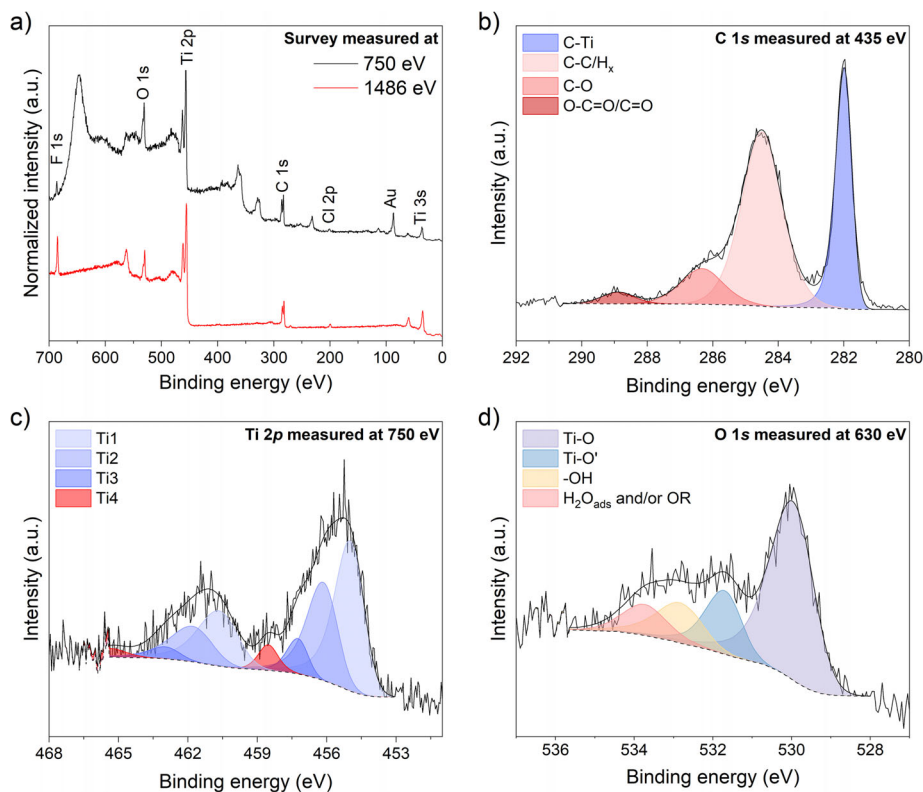 a)
Survey measured at
750 eV
1486 eV
F 1s
O 1s
Ti 2p
C 1s
Cl 2p
Au
Ti 3s
Normalized intensity (a.u.)
700 600 500 400 300 200 100 0
Binding energy (eV)
b)
C 1s measured at 435 eV
C-Ti
C-C/Hₓ
C-O
O-C=O/C=O
Intensity (a.u.)
292 290 288 286 284 282 280
Binding energy (eV)
c)
Ti 2p measured at 750 eV
Ti1
Ti2
Ti3
Ti4
Intensity (a.u.)
468 465 462 459 456 453
Binding energy (eV)
d)
O 1s measured at 630 eV
Ti-O
Ti-O'
-OH
H₂Oads and/or OR
Intensity (a.u.)
536 534 532 530 528
Binding energy (eV)